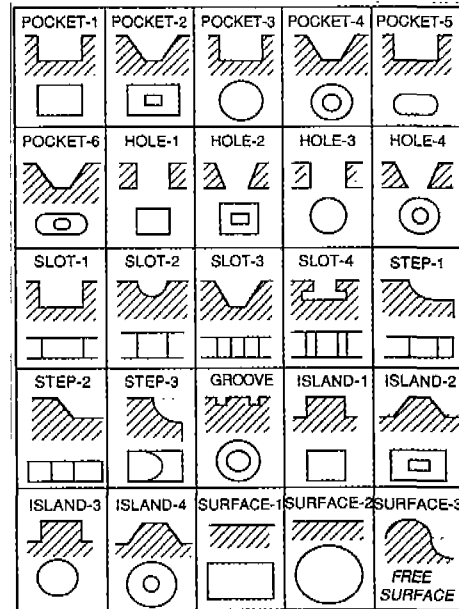 POCKET-1 POCKET-2 POCKET-3 POCKET-4 POCKET-5
POCKET-6 HOLE-1 HOLE-2 HOLE-3 HOLE-4
SLOT-1 SLOT-2 SLOT-3 SLOT-4 STEP-1
STEP-2 STEP-3 GROOVE ISLAND-1 ISLAND-2
ISLAND-3 ISLAND-4 SURFACE-1 SURFACE-2 SURFACE-3
FREE
SURFACE